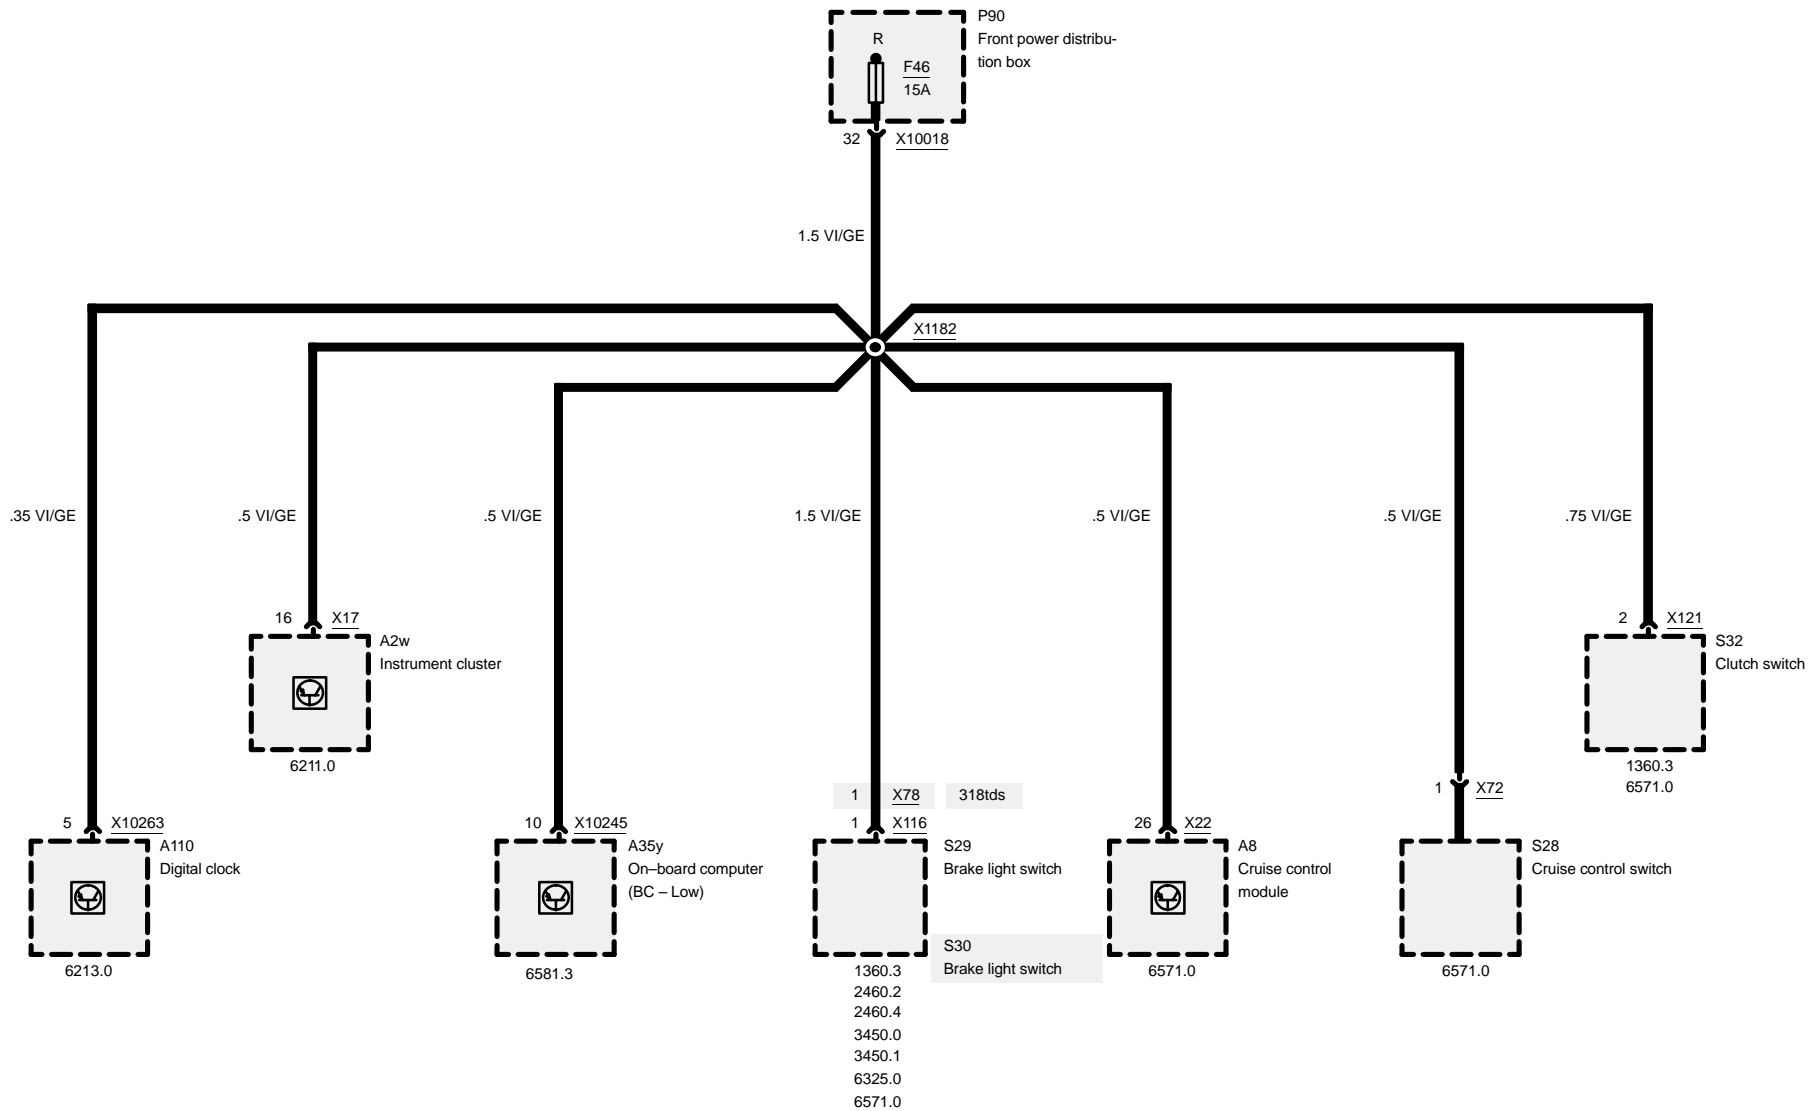 P90
Front power distribu-
tion box
R
F46
15A
32 X10018
1.5 VI/GE
X1182
.35 VI/GE
.5 VI/GE
.5 VI/GE
1.5 VI/GE
.5 VI/GE
.5 VI/GE
.75 VI/GE
16 X17
A2w
Instrument cluster
6211.0
2 X121
S32
Clutch switch
1360.3
6571.0
5 X10263
A110
Digital clock
6213.0
10 X10245
A35y
On–board computer
(BC – Low)
6581.3
1 X78 318tds
1 X116
S29
Brake light switch
S30
Brake light switch
1360.3
2460.2
2460.4
3450.0
3450.1
6325.0
6571.0
26 X22
A8
Cruise control
module
6571.0
1 X72
S28
Cruise control switch
6571.0